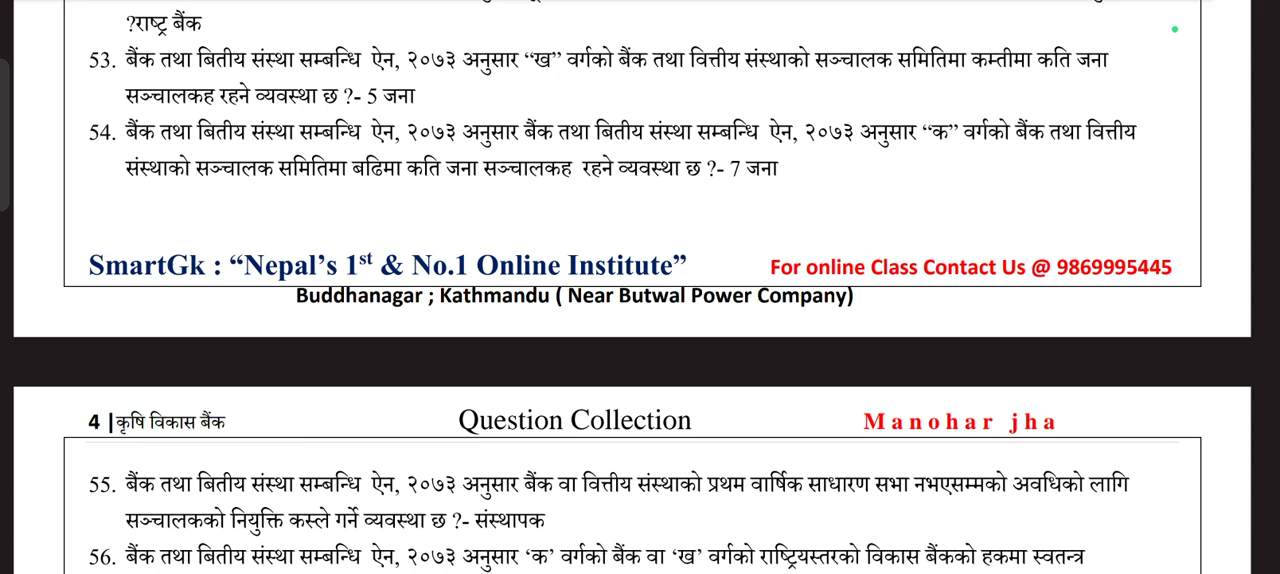 ?राष्ट्र बैंक
53. बैंक तथा बितीय संस्था सम्बन्धि ऐन, २०७३ अनुसार “ख” वर्गको बैंक तथा वित्तीय संस्थाको सञ्चालक समितिमा कम्तीमा कति जना
सञ्चालकह रहने व्यवस्था छ ?- 5 जना
54. बैंक तथा बितीय संस्था सम्बन्धि ऐन, २०७३ अनुसार बैंक तथा बितीय संस्था सम्बन्धि ऐन, २०७३ अनुसार “क” वर्गको बैंक तथा वित्तीय
संस्थाको सञ्चालक समितिमा बढिमा कति जना सञ्चालकह रहने व्यवस्था छ ?- 7 जना
SmartGk : “Nepal’s 1st & No.1 Online Institute” For online Class Contact Us @ 9869995445
Buddhanagar ; Kathmandu ( Near Butwal Power Company)
4 |कृषि विकास बैंक Question Collection Manohar jha
55. बैंक तथा बितीय संस्था सम्बन्धि ऐन, २०७३ अनुसार बैंक वा वित्तीय संस्थाको प्रथम वार्षिक साधारण सभा नभएसम्मको अवधिको लागि
सञ्चालकको नियुक्ति कस्ले गर्ने व्यवस्था छ ?- संस्थापक
56. बैंक तथा बितीय संस्था सम्बन्धि ऐन, २०७३ अनुसार ‘क’ वर्गको बैंक वा ‘ख’ वर्गको राष्ट्रियस्तरको विकास बैंकको हकमा स्वतन्त्र